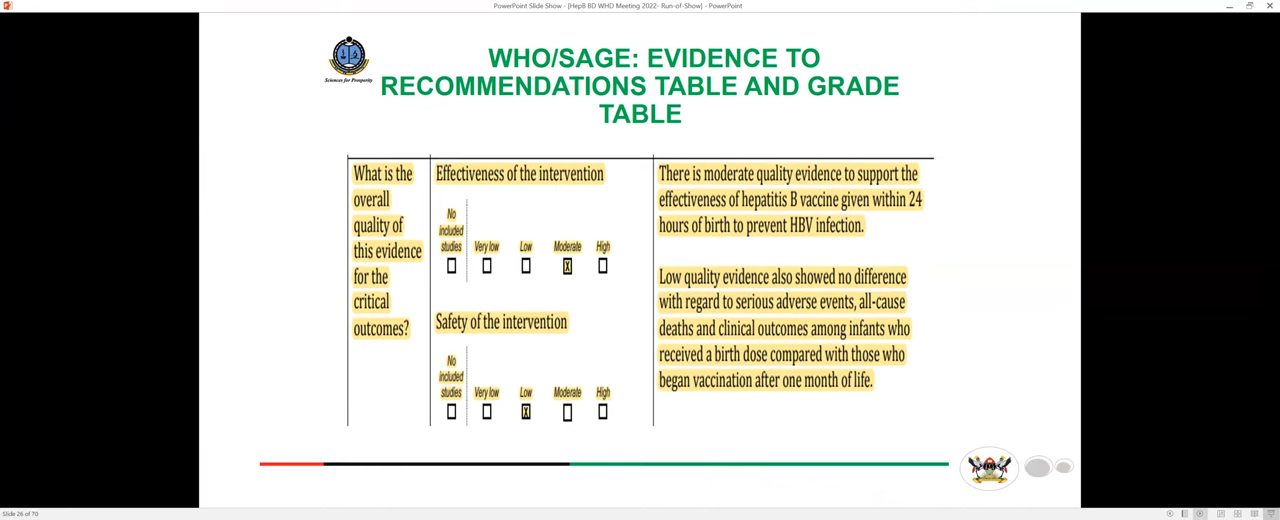 PowerPoint Slide Show - [HepB BD WHD Meeting 2022- Run-of-Show] - PowerPoint
Sciences for Prosperity
WHO/SAGE: EVIDENCE TO
RECOMMENDATIONS TABLE AND GRADE
TABLE
What is the
overall
quality of
this evidence
for the
critical
outcomes?
Effectiveness of the intervention
No
included
studies
Very low
Low
Moderate
High
X
Safety of the intervention
No
included
studies
Very low
Low
Moderate
High
X
There is moderate quality evidence to support the
effectiveness of hepatitis B vaccine given within 24
hours of birth to prevent HBV infection.
Low quality evidence also showed no difference
with regard to serious adverse events, all-cause
deaths and clinical outcomes among infants who
received a birth dose compared with those who
began vaccination after one month of life.
Slide 26 of 70